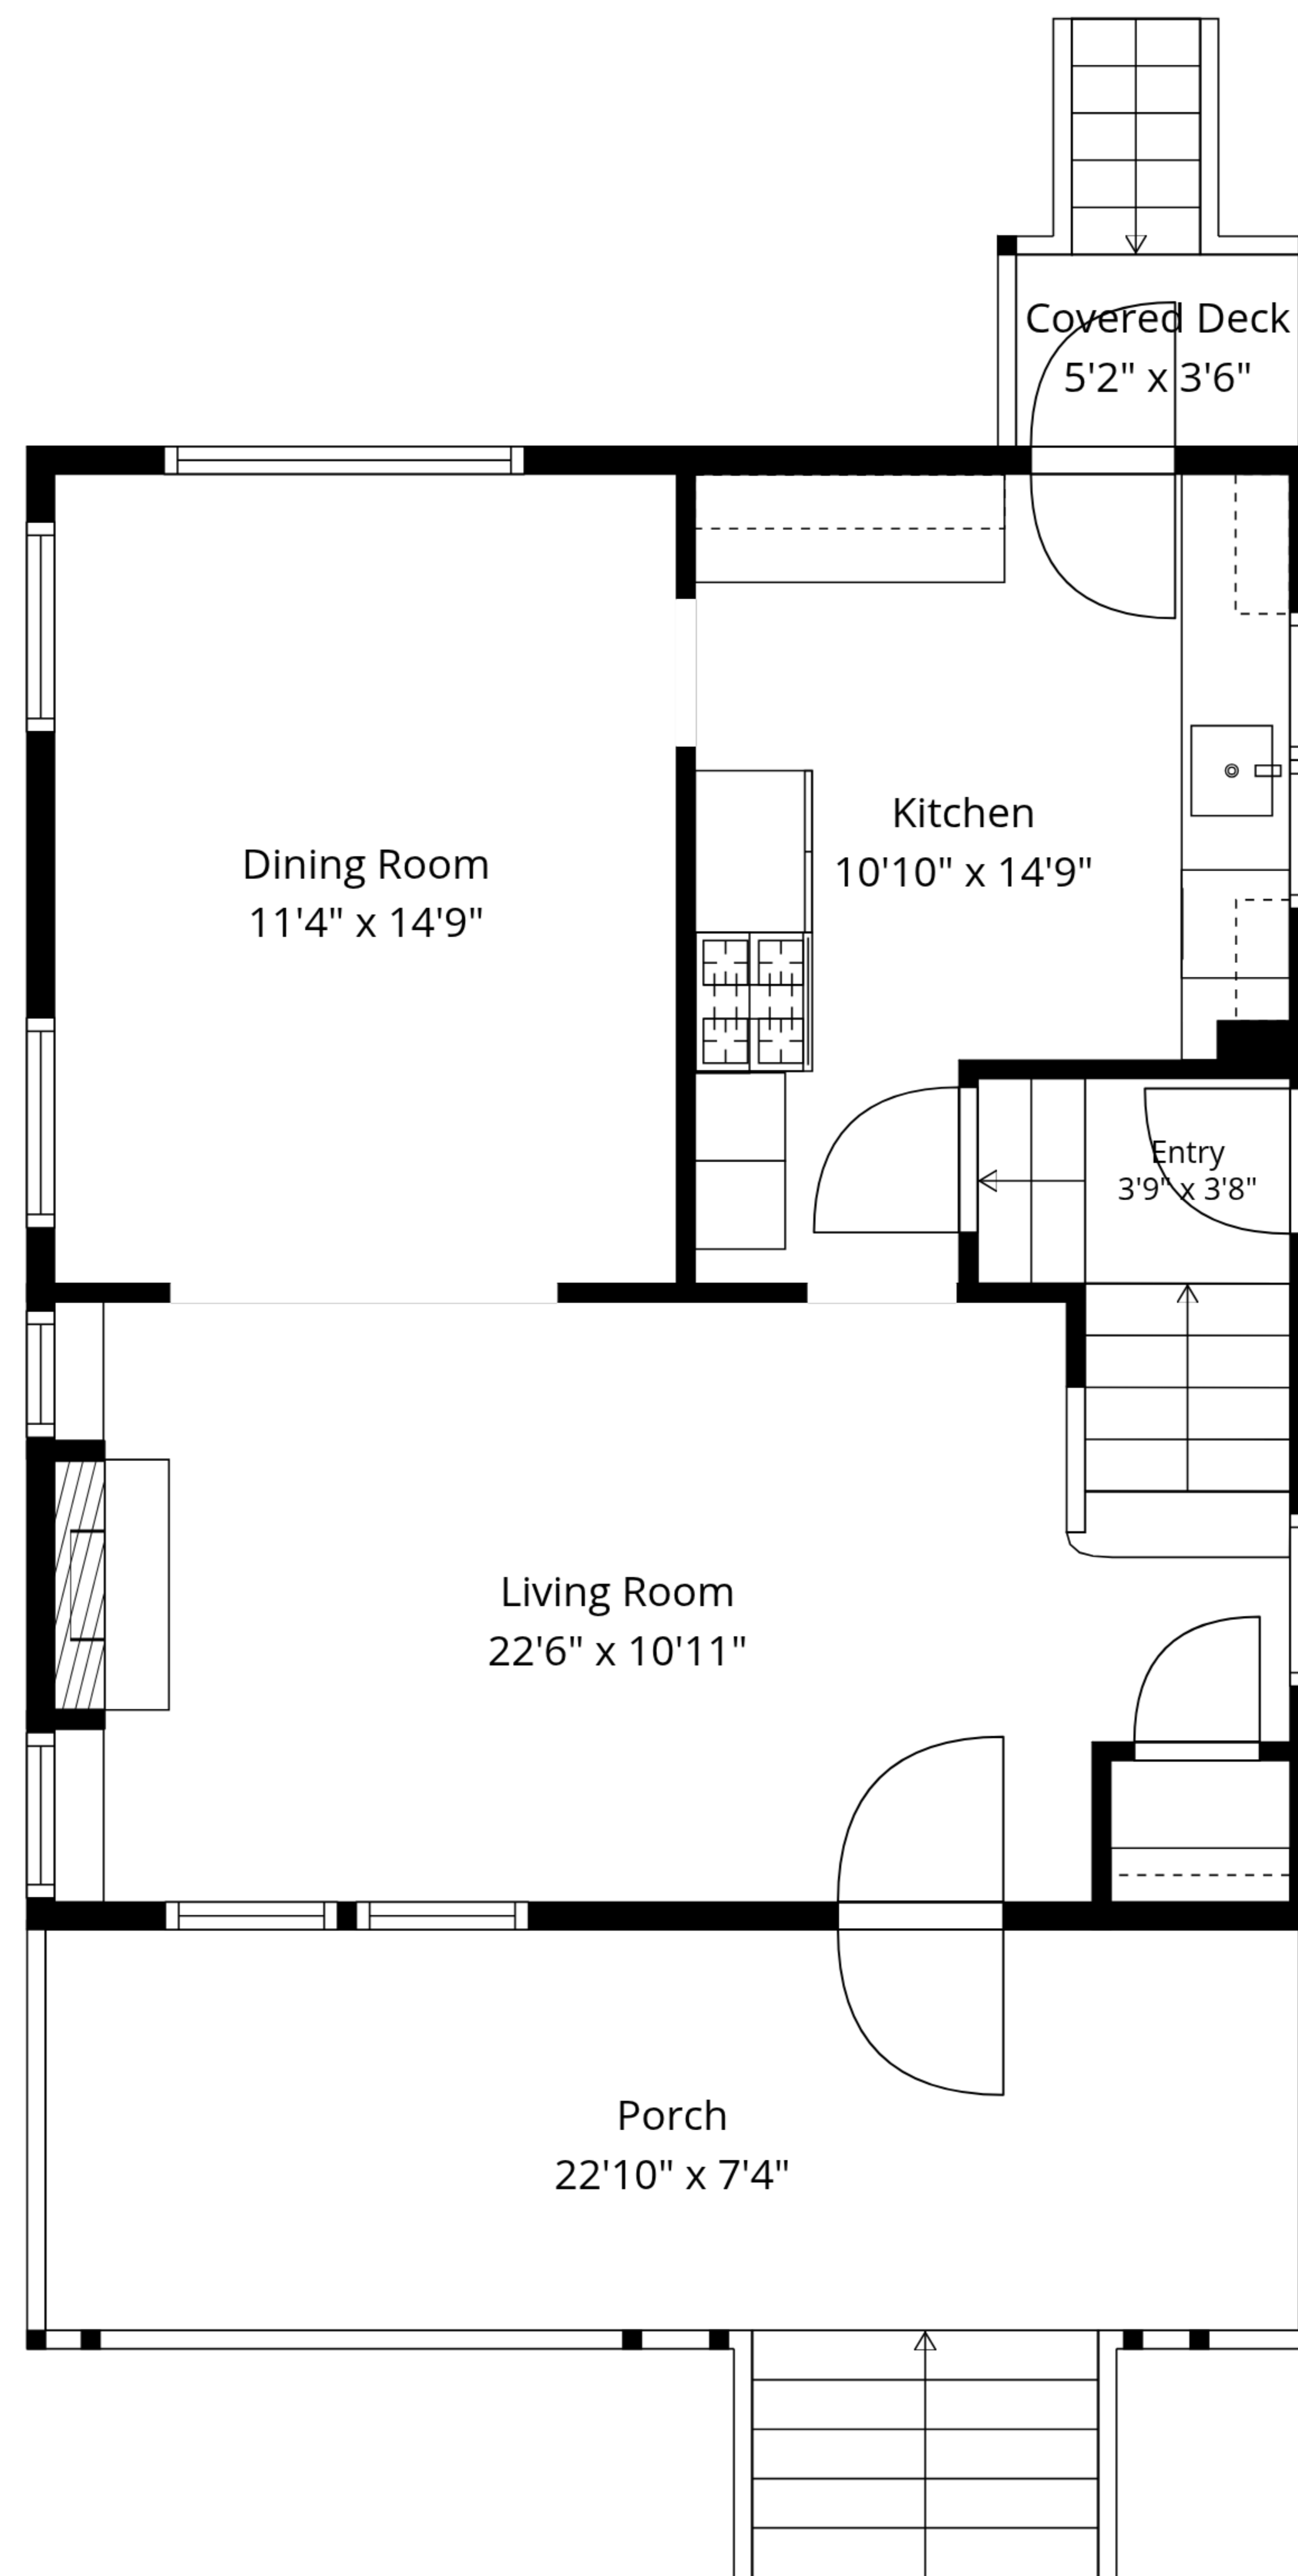 Covered Deck
5'2" x 3'6"
Kitchen
10'10" x 14'9"
Dining Room
11'4" x 14'9"
Entry
3'9" x 3'8"
Living Room
22'6" x 10'11"
Porch
22'10" x 7'4"